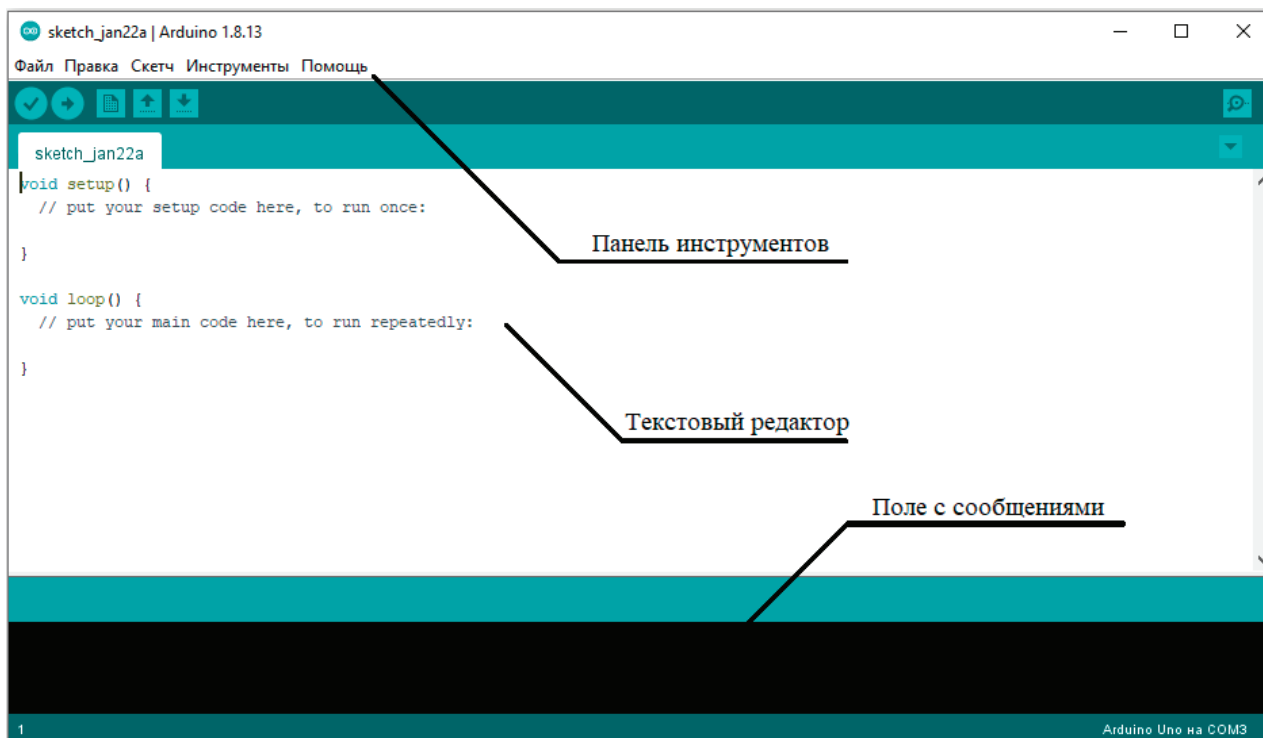 sketch_jan22a | Arduino 1.8.13
Файл Правка Скетч Инструменты Помощь
sketch_jan22a
void setup() {
// put your setup code here, to run once:
}
Панель инструментов
void loop() {
// put your main code here, to run repeatedly:
}
Текстовый редактор
Поле с сообщениями
1
Arduino Uno на COM3